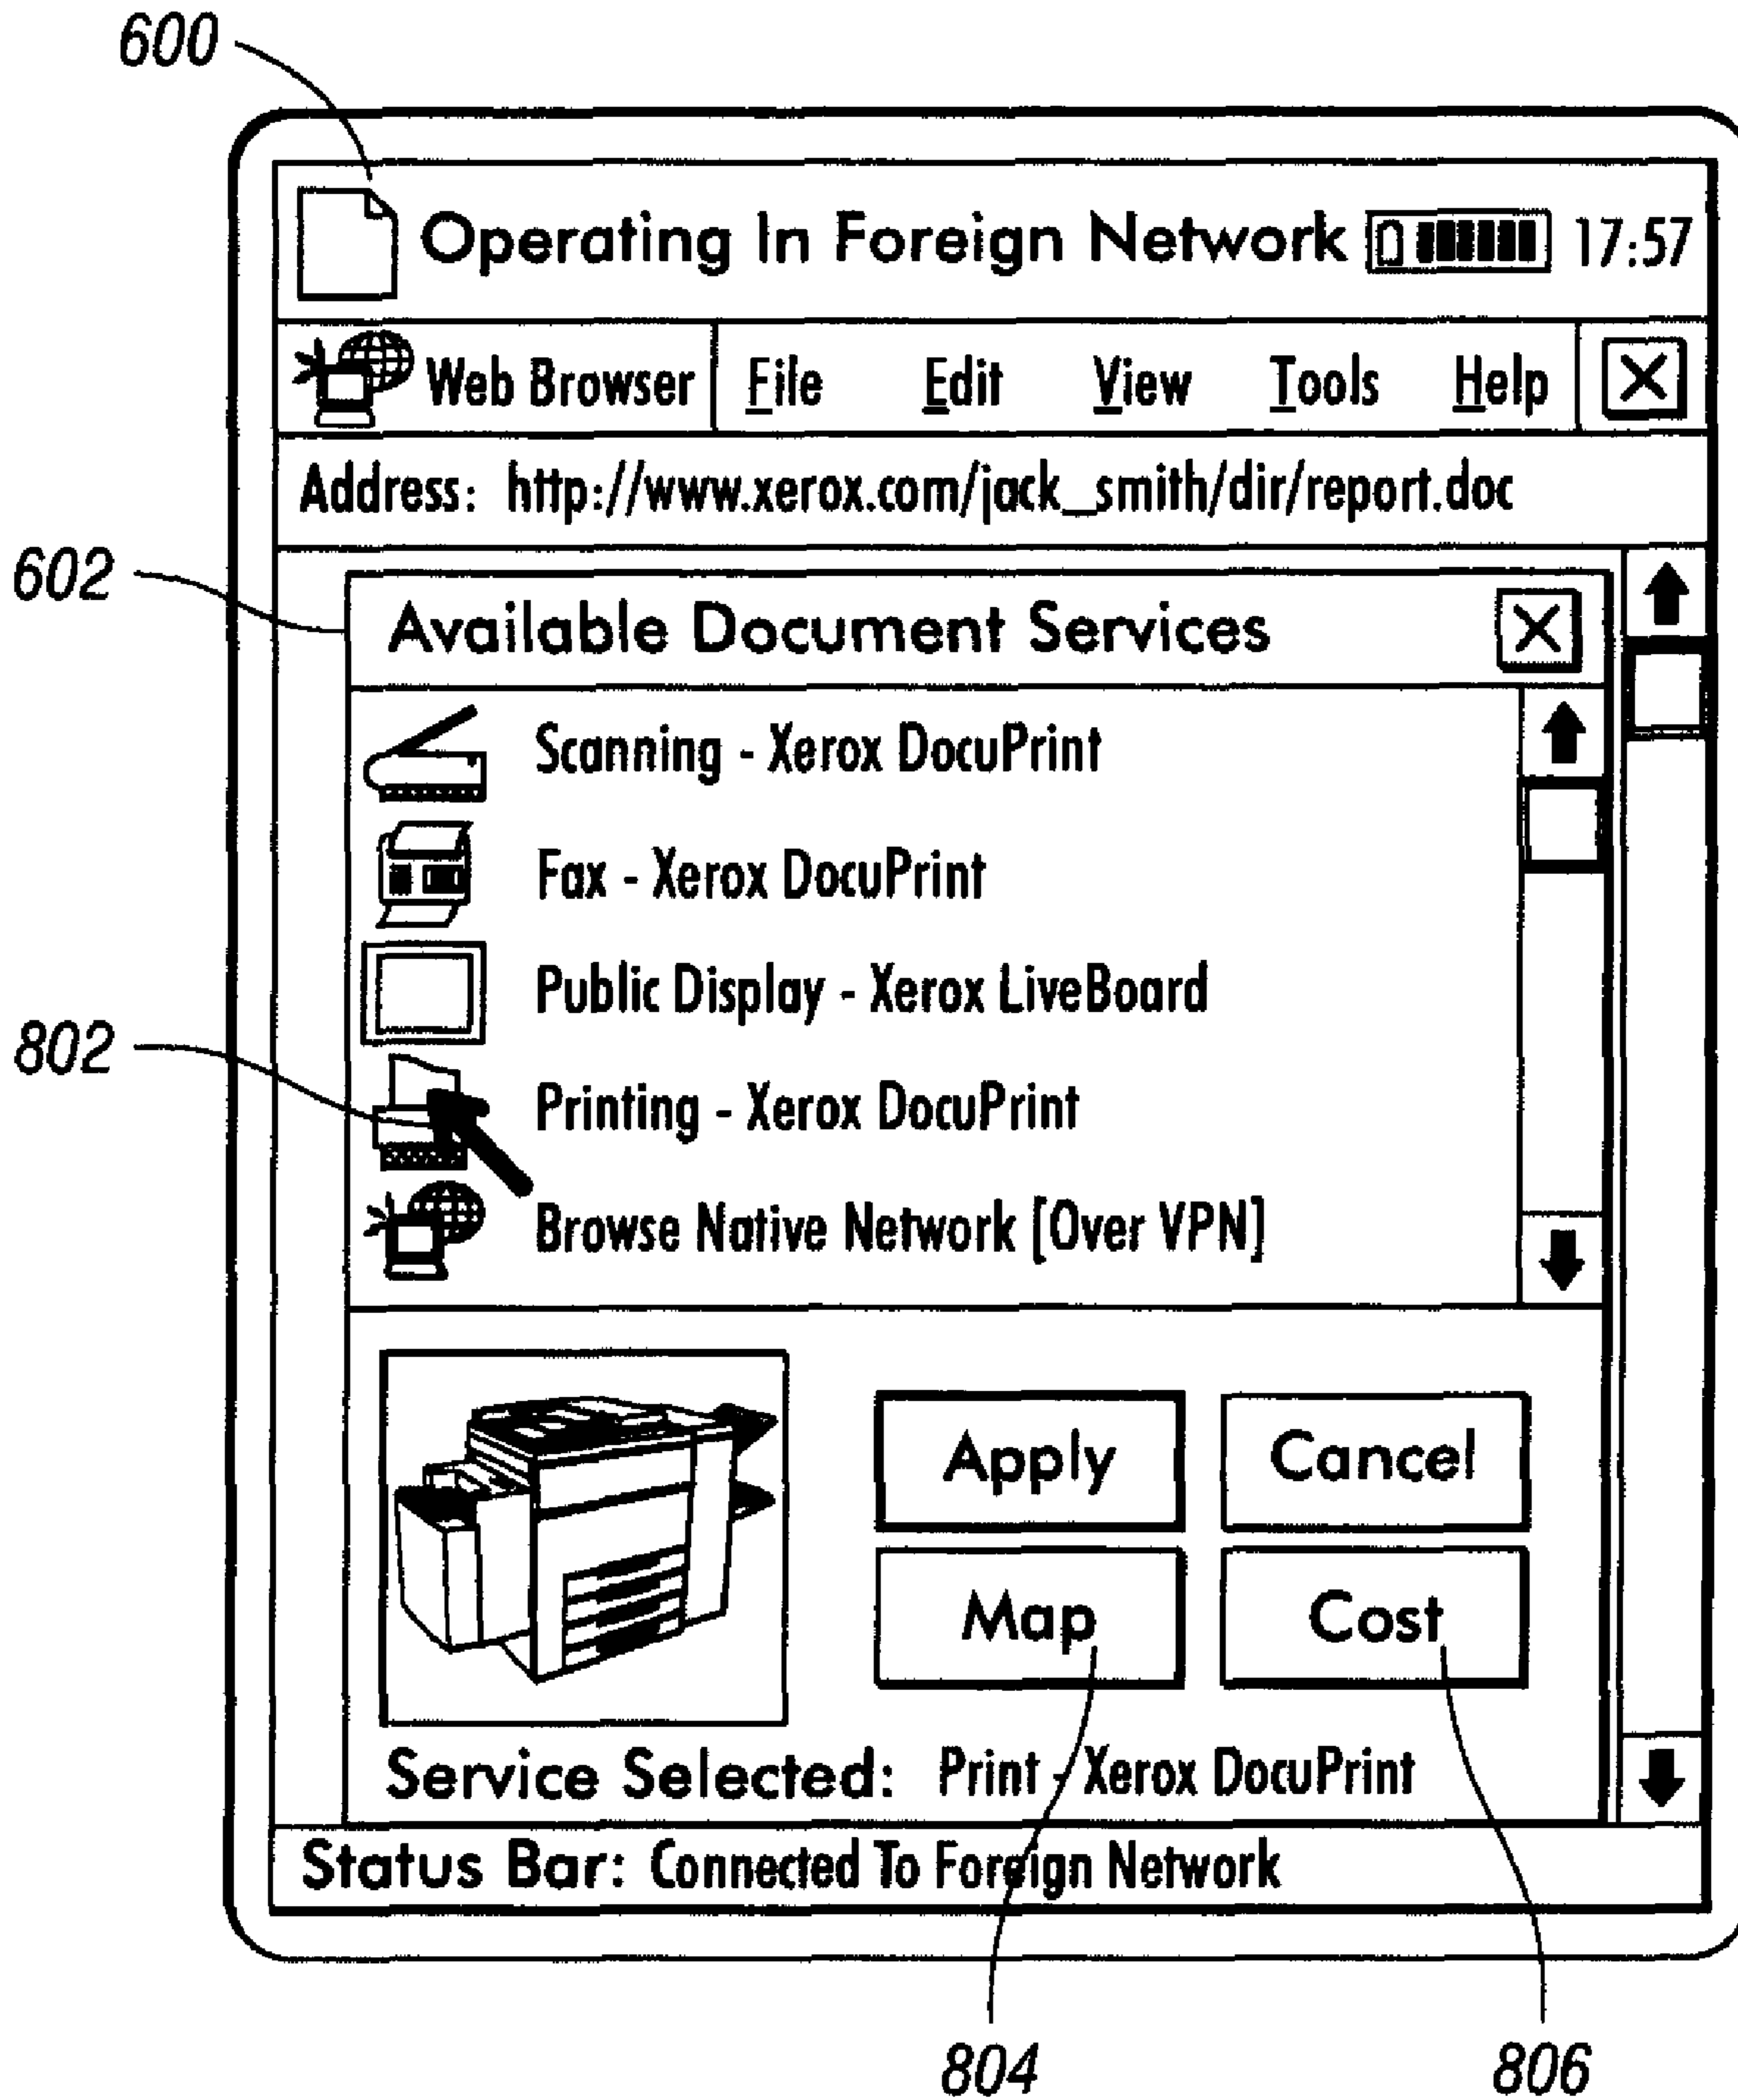 600
Operating In Foreign Network 17:57
Web Browser File Edit View Tools Help
Address: http://www.xerox.com/jack_smith/dir/report.doc
602
Available Document Services
Scanning - Xerox DocuPrint
Fax - Xerox DocuPrint
Public Display - Xerox LiveBoard
802
Printing - Xerox DocuPrint
Browse Native Network [Over VPN]
Apply Cancel
Map Cost
Service Selected: Print - Xerox DocuPrint
Status Bar: Connected To Foreign Network
804 806